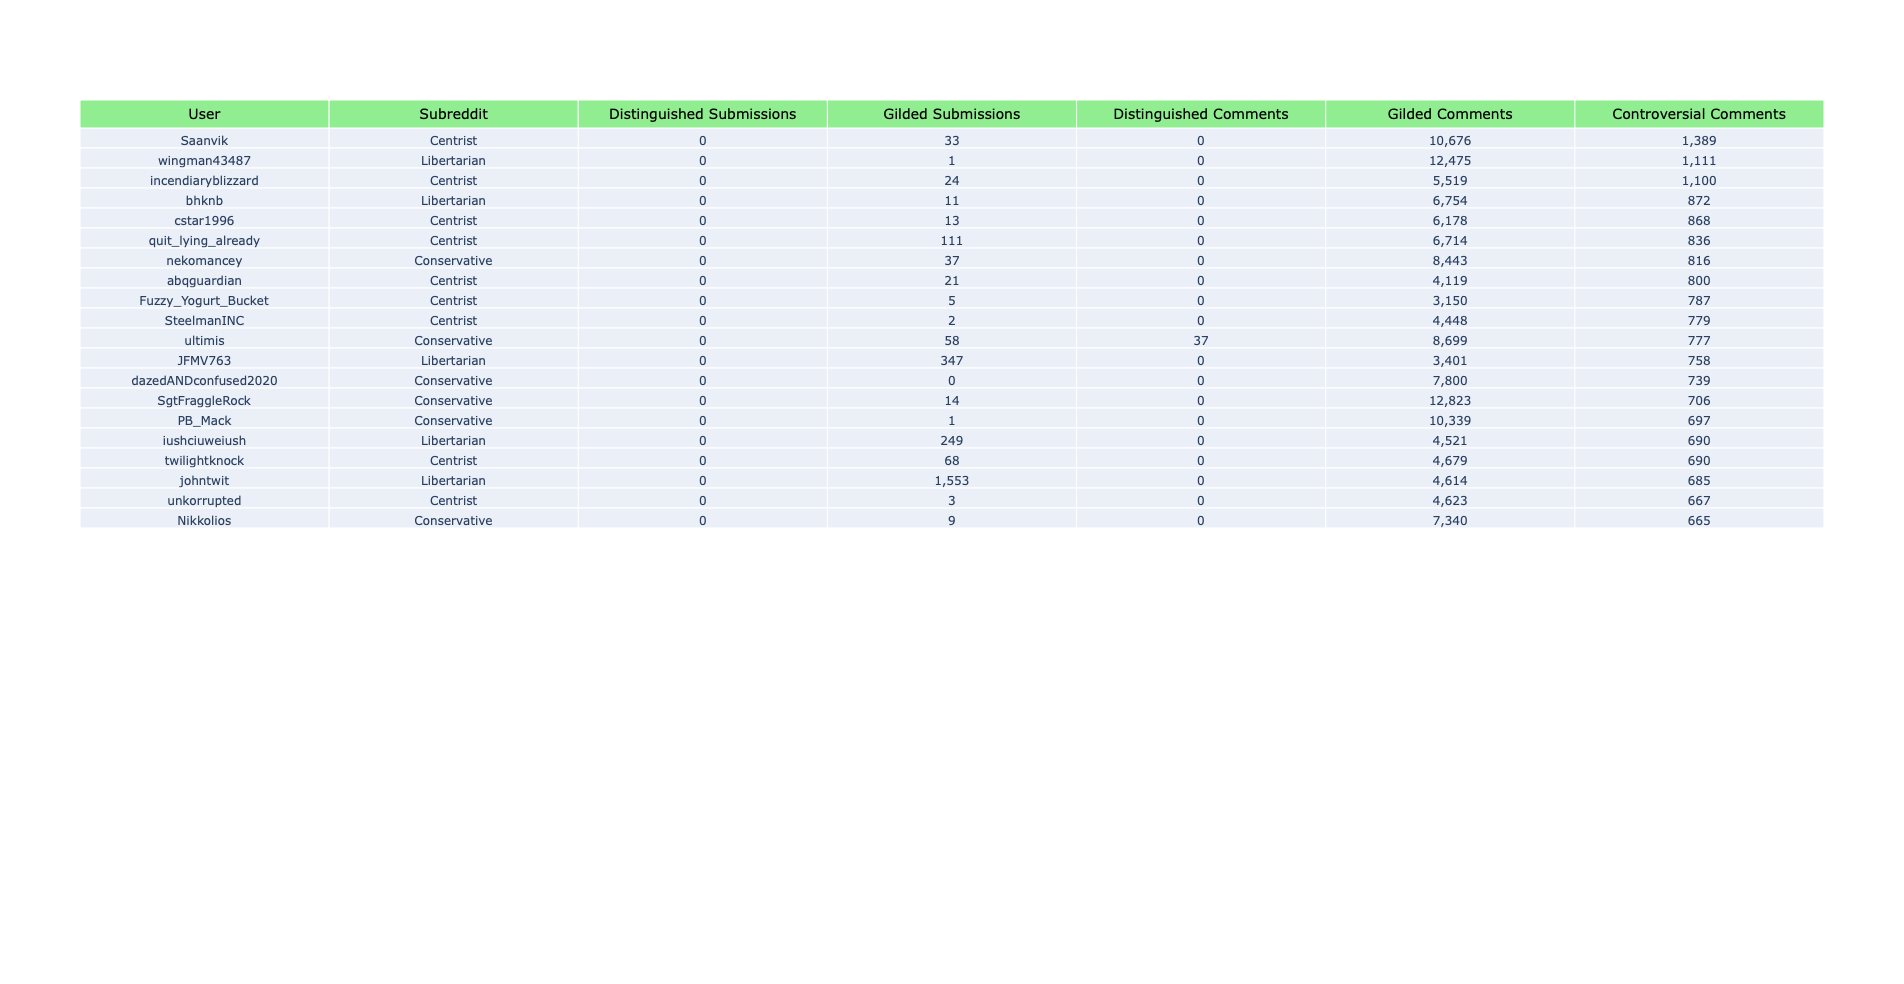 User Subreddit Distinguished Submissions Gilded Submissions Distinguished Comments Gilded Comments Controversial Comments
Saanvik Centrist 0 33 0 10,676 1,389
wingman43487 Libertarian 0 1 0 12,475 1,111
incendiaryblizzard Centrist 0 24 0 5,519 1,100
bhknb Libertarian 0 11 0 6,754 872
cstar1996 Centrist 0 13 0 6,178 868
quit_lying_already Centrist 0 111 0 6,714 836
nekomancey Conservative 0 37 0 8,443 816
abqguardian Centrist 0 21 0 4,119 800
Fuzzy_Yogurt_Bucket Centrist 0 5 0 3,150 787
SteelmanINC Centrist 0 2 0 4,448 779
ultimis Conservative 0 58 37 8,699 777
JFMV763 Libertarian 0 347 0 3,401 758
dazedANDconfused2020 Conservative 0 0 0 7,800 739
SgtFraggleRock Conservative 0 14 0 12,823 706
PB_Mack Conservative 0 1 0 10,339 697
iushciuweiush Libertarian 0 249 0 4,521 690
twilightknock Centrist 0 68 0 4,679 690
johntwit Libertarian 0 1,553 0 4,614 685
unkorrupted Centrist 0 3 0 4,623 667
Nikkolios Conservative 0 9 0 7,340 665